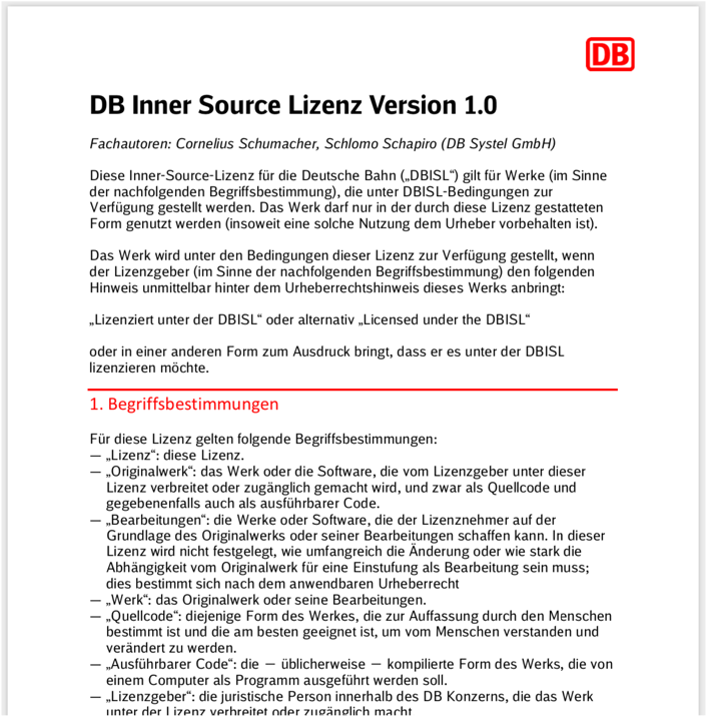 DB
DB Inner Source Lizenz Version 1.0
Fachautoren: Cornelius Schumacher, Schlomo Schapiro (DB Systel GmbH)
Diese Inner-Source-Lizenz für die Deutsche Bahn („DBISL“) gilt für Werke (im Sinne
der nachfolgenden Begriffsbestimmung), die unter DBISL-Bedingungen zur
Verfügung gestellt werden. Das Werk darf nur in der durch diese Lizenz gestatteten
Form genutzt werden (insoweit eine solche Nutzung dem Urheber vorbehalten ist).
Das Werk wird unter den Bedingungen dieser Lizenz zur Verfügung gestellt, wenn
der Lizenzgeber (im Sinne der nachfolgenden Begriffsbestimmung) den folgenden
Hinweis unmittelbar hinter dem Urheberrechtshinweis dieses Werks anbringt:
„Lizenziert unter der DBISL“ oder alternativ „Licensed under the DBISL“
oder in einer anderen Form zum Ausdruck bringt, dass er es unter der DBISL
lizenzieren möchte.
1. Begriffsbestimmungen
Für diese Lizenz gelten folgende Begriffsbestimmungen:
— „Lizenz“: diese Lizenz.
— „Originalwerk“: das Werk oder die Software, die vom Lizenzgeber unter dieser
Lizenz verbreitet oder zugänglich gemacht wird, und zwar als Quellcode und
gegebenenfalls auch als ausführbarer Code.
— „Bearbeitungen“: die Werke oder Software, die der Lizenznehmer auf der
Grundlage des Originalwerks oder seiner Bearbeitungen schaffen kann. In dieser
Lizenz wird nicht festgelegt, wie umfangreich die Änderung oder wie stark die
Abhängigkeit vom Originalwerk für eine Einstufung als Bearbeitung sein muss;
dies bestimmt sich nach dem anwendbaren Urheberrecht
— „Werk“: das Originalwerk oder seine Bearbeitungen.
— „Quellcode“: diejenige Form des Werkes, die zur Auffassung durch den Menschen
bestimmt ist und die am besten geeignet ist, um vom Menschen verstanden und
verändert zu werden.
— „Ausführbarer Code“: die — üblicherweise — kompilierte Form des Werks, die von
einem Computer als Programm ausgeführt werden soll.
— „Lizenzgeber“: die juristische Person innerhalb des DB Konzerns, die das Werk
unter der Lizenz verbreitet oder zugänglich macht